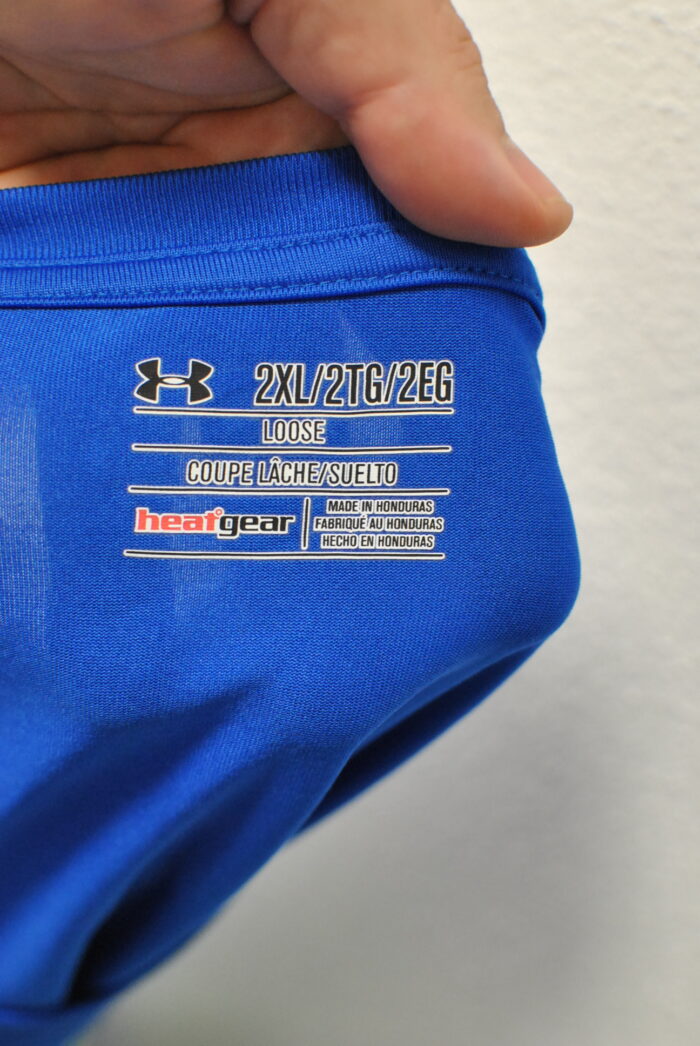 2XL/2TG/2EG
LOOSE
COUPE LÂCHE/SUELTO
heatgear
MADE IN HONDURAS
FABRIQUÉ AU HONDURAS
HECHO EN HONDURAS